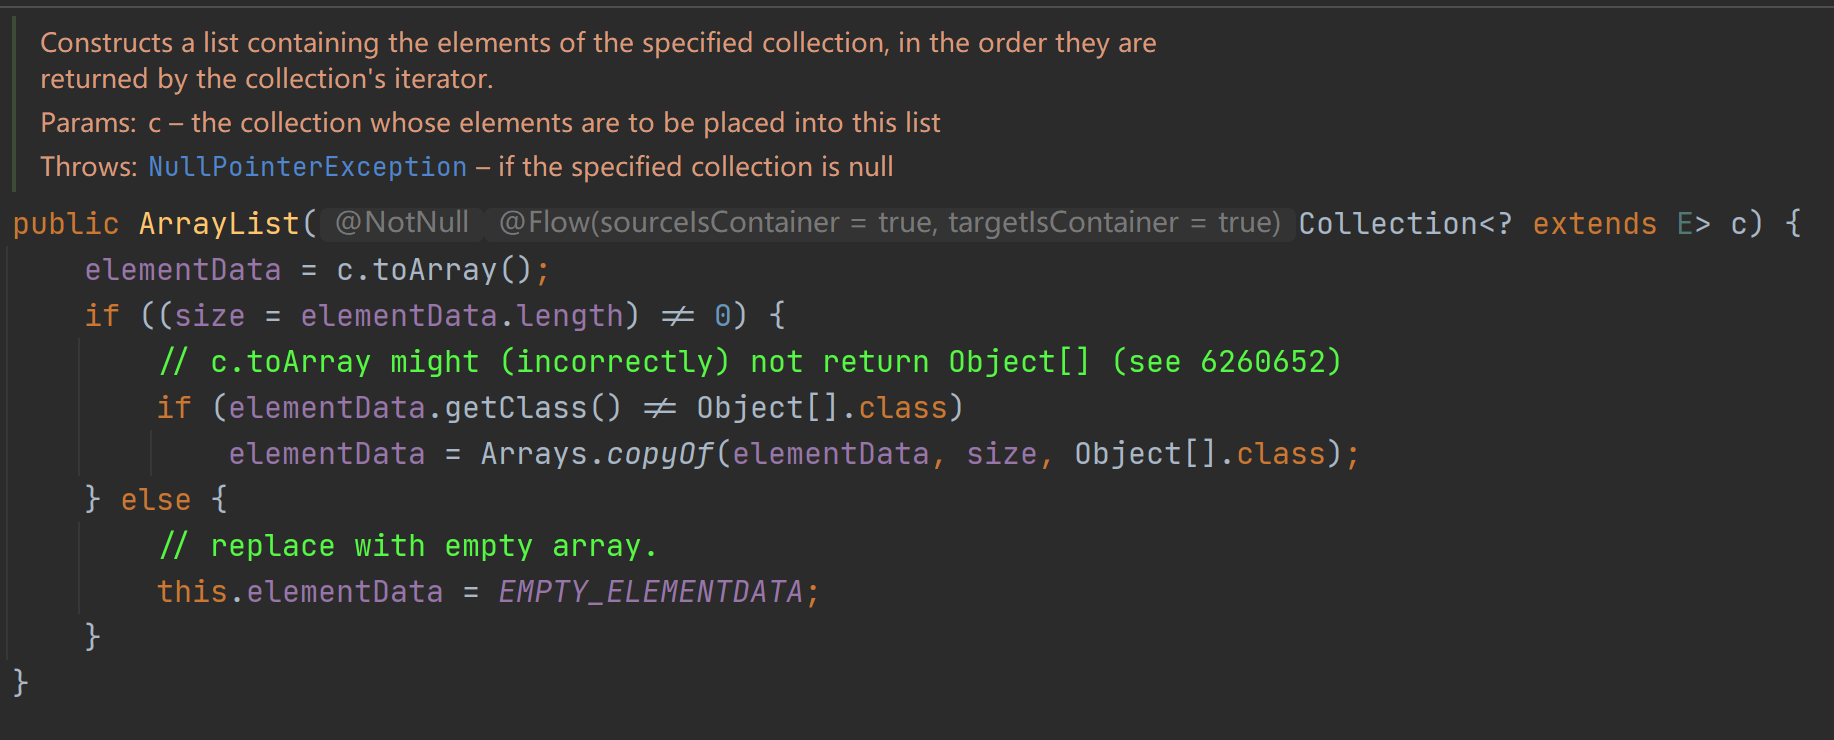 Constructs a list containing the elements of the specified collection, in the order they are
returned by the collection's iterator.
Params: c – the collection whose elements are to be placed into this list
Throws: NullPointerException – if the specified collection is null
public ArrayList( @NotNull @Flow(sourceIsContainer = true, targetIsContainer = true) Collection<? extends E> c) {
    elementData = c.toArray();
    if ((size = elementData.length) != 0) {
        // c.toArray might (incorrectly) not return Object[] (see 6260652)
        if (elementData.getClass() != Object[].class)
            elementData = Arrays.copyOf(elementData, size, Object[].class);
    } else {
        // replace with empty array.
        this.elementData = EMPTY_ELEMENTDATA;
    }
}